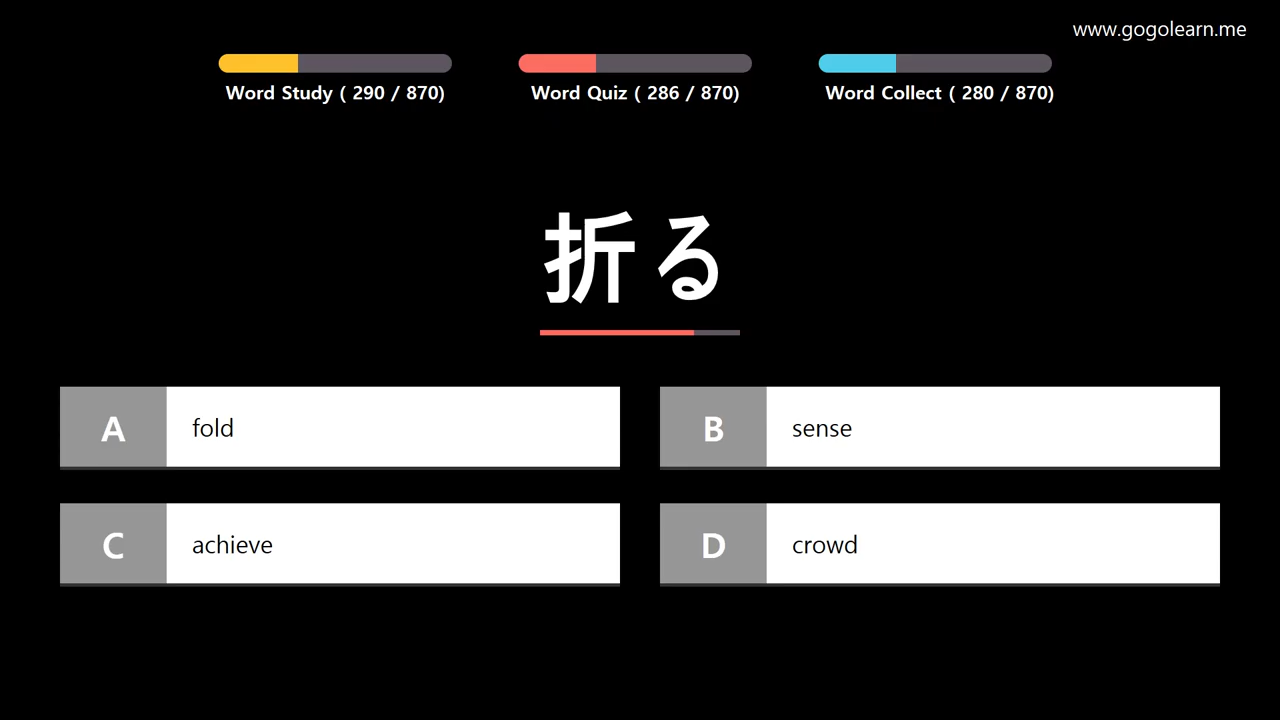 www.gogolearn.me
Word Study ( 290 / 870)
Word Quiz ( 286 / 870)
Word Collect ( 280 / 870)
折る
A fold
B sense
C achieve
D crowd